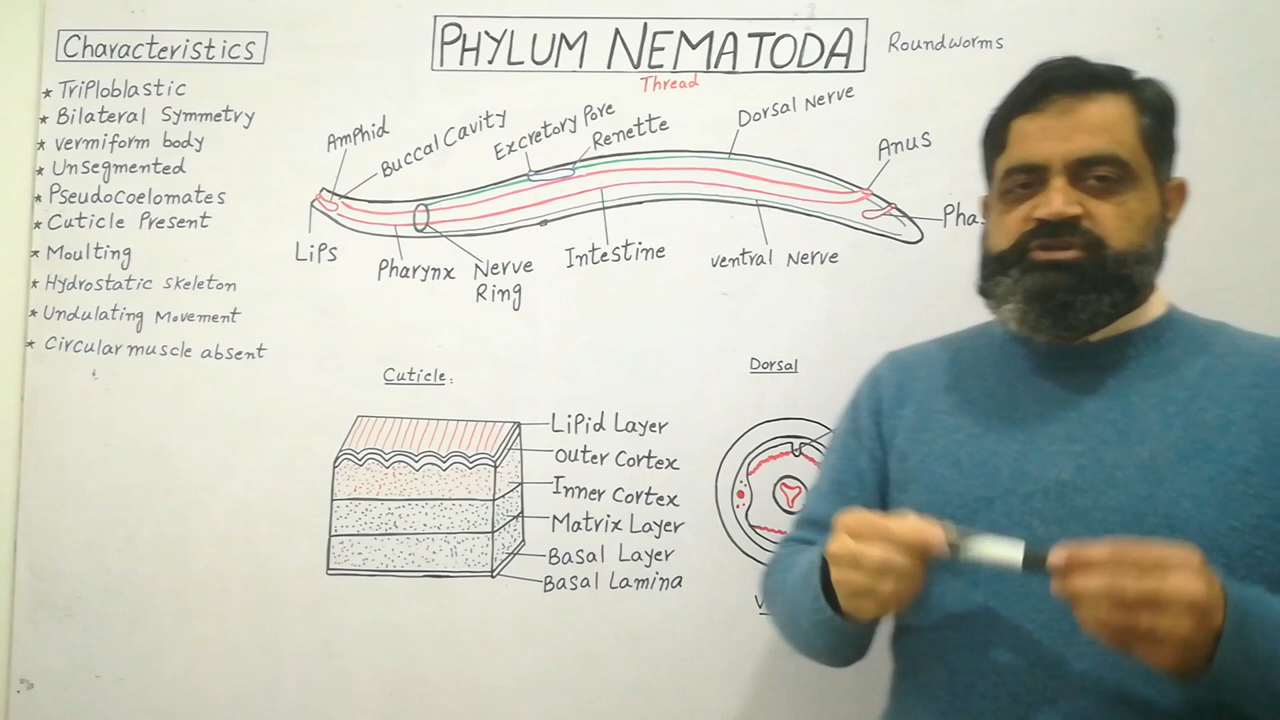 Characteristics
* Triploblastic
* Bilateral Symmetry
* vermiform body
* Unsegmented
* Pseudocoelomates
* Cuticle Present
* Moulting
* Hydrostatic skeleton
* Undulating Movement
* Circular muscle absent
PHYLUM NEMATODA
Roundworms
Thread
Amphid
Buccal Cavity
Excretory Pore
Renette
Dorsal Nerve
Anus
Pha
Lips
Pharynx
Nerve
Ring
Intestine
ventral Nerve
Cuticle:
Lipid Layer
Outer Cortex
Inner Cortex
Matrix Layer
Basal Layer
Basal Lamina
Dorsal
V